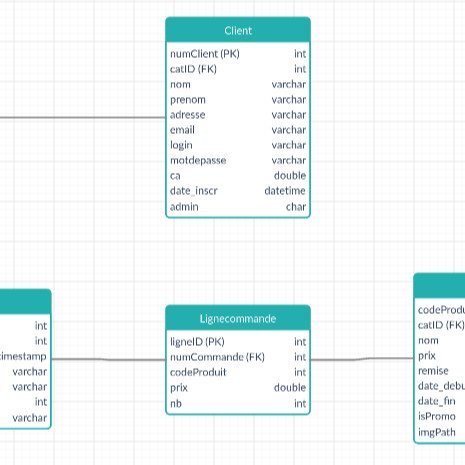 Client
numClient (PK) int
catID (FK) int
nom varchar
prenom varchar
adresse varchar
email varchar
login varchar
motdepasse varchar
ca double
date_inscr datetime
admin char
int
int
timestamp
varchar
varchar
int
varchar
Lignecommande
ligneID (PK) int
numCommande (FK) int
codeProduit int
prix double
nb int
codeProdu
catID (FK)
nom
prix
remise
date_debu
date_fin
isPromo
imgPath